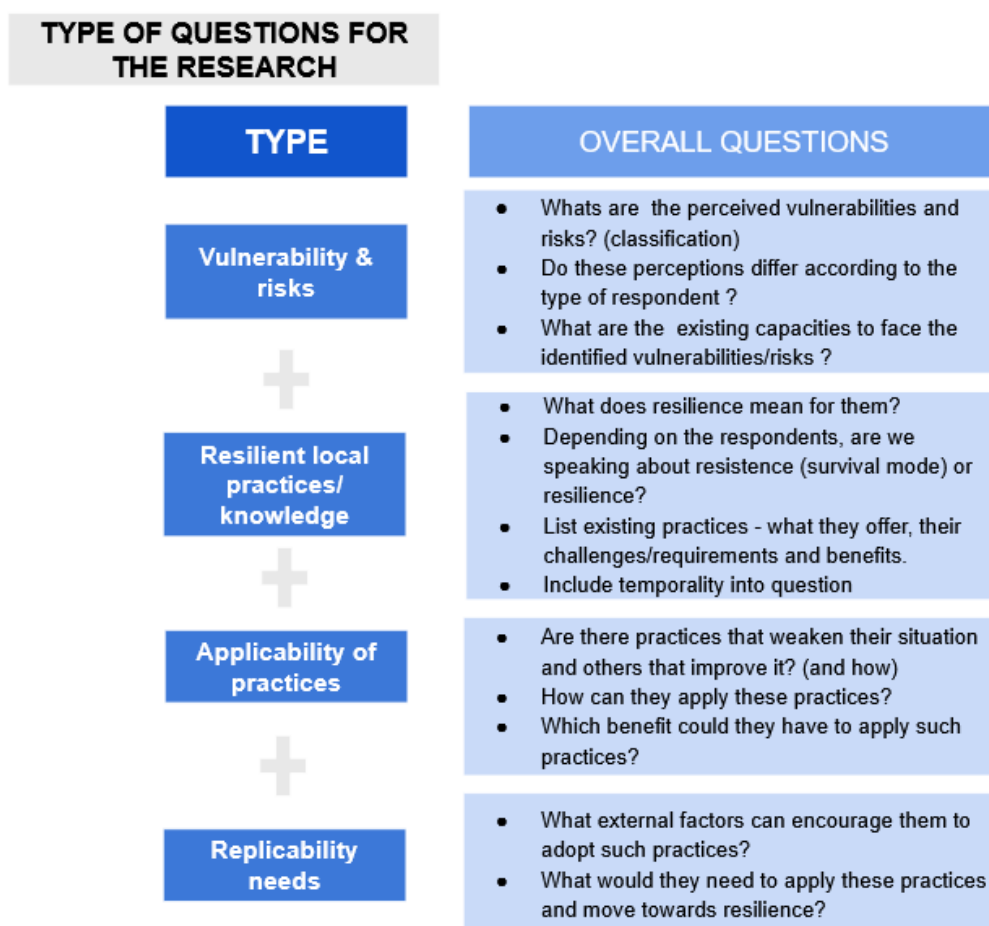 TYPE OF QUESTIONS FOR
THE RESEARCH
TYPE
OVERALL QUESTIONS
Vulnerability &
risks
● Whats are the perceived vulnerabilities and
risks? (classification)
● Do these perceptions differ according to the
type of respondent ?
● What are the existing capacities to face the
identified vulnerabilities/risks ?
Resilient local
practices/
knowledge
● What does resilience mean for them?
● Depending on the respondents, are we
speaking about resistence (survival mode) or
resilience?
● List existing practices - what they offer, their
challenges/requirements and benefits.
● Include temporality into question
Applicability of
practices
● Are there practices that weaken their situation
and others that improve it? (and how)
● How can they apply these practices?
● Which benefit could they have to apply such
practices?
Replicability
needs
● What external factors can encourage them to
adopt such practices?
● What would they need to apply these practices
and move towards resilience?